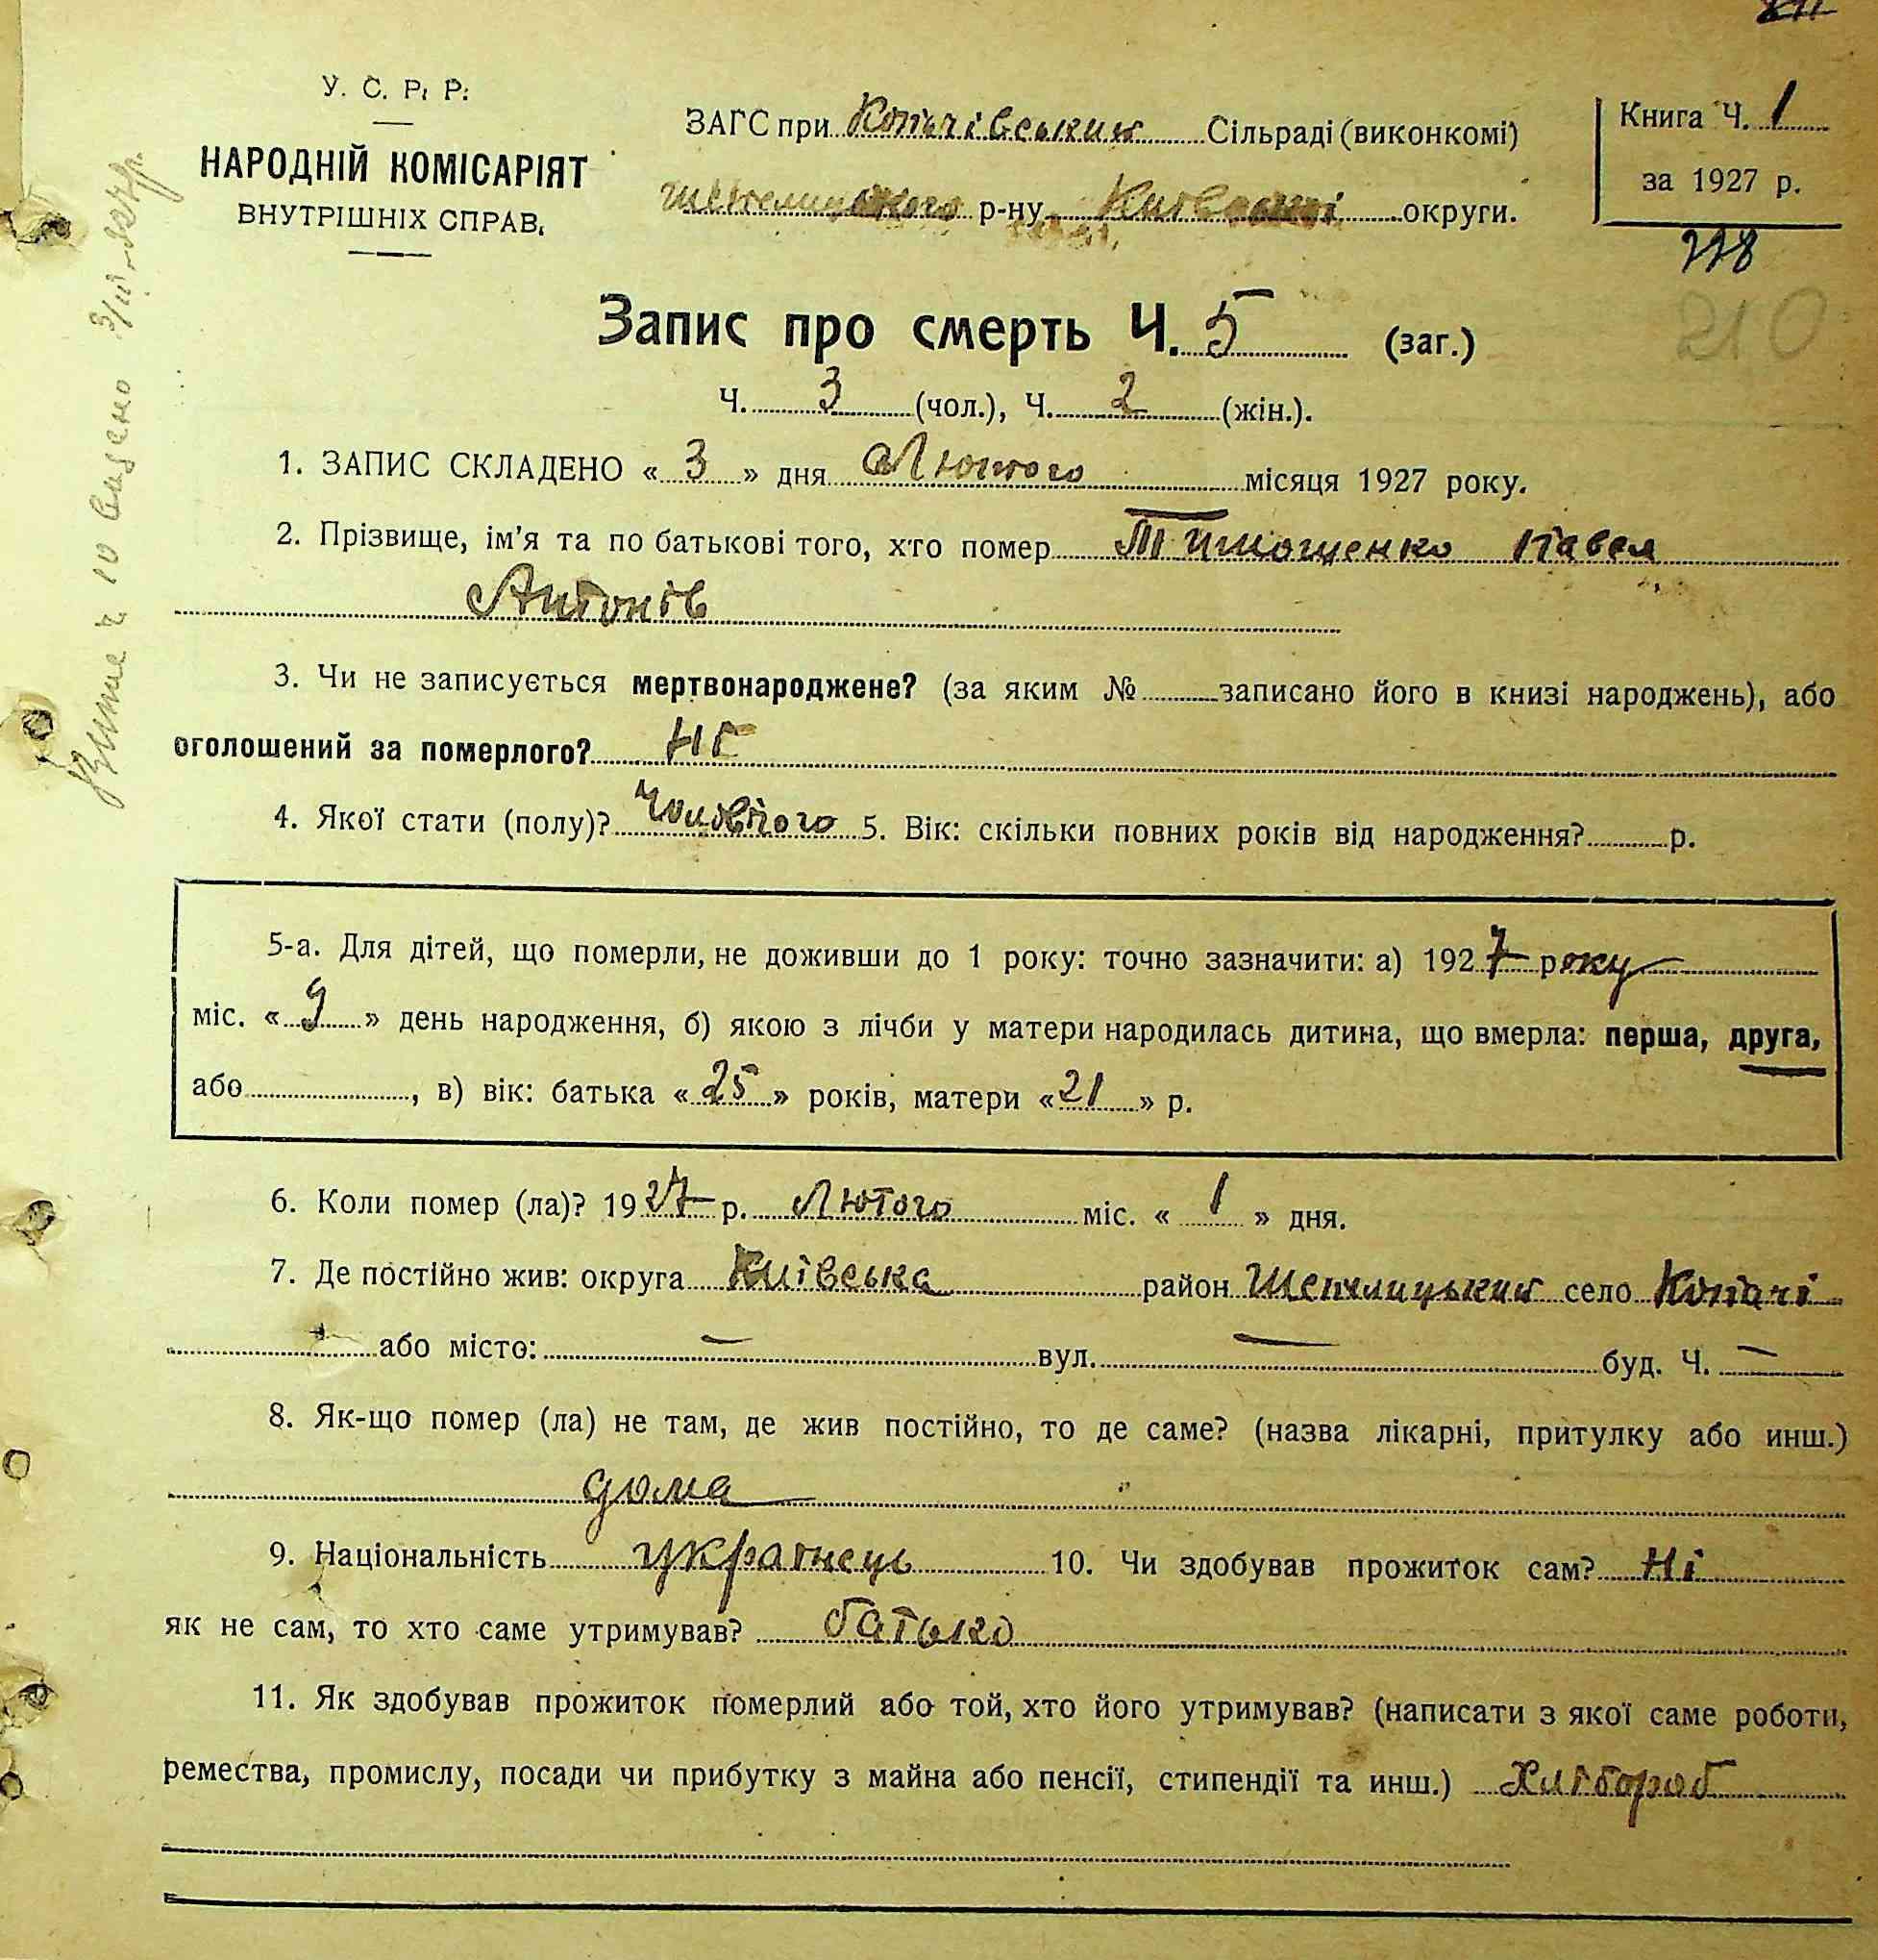 У. С. Р. Р.
НАРОДНІЙ КОМІСАРІЯТ
ВНУТРІШНІХ СПРАВ.
ЗАГС при Копачівський Сільраді (виконкомі)
Шепелицького р-ну Київської округи.
Книга Ч. 1
за 1927 р.
210
Запис про смерть Ч. 5 (заг.)
Ч. 3 (чол.), Ч. 2 (жін.).
1. ЗАПИС СКЛАДЕНО « 3 » дня Лютого місяця 1927 року.
2. Прізвище, ім'я та по батькові того, хто помер Тимощенко Павел
Антонів
3. Чи не записується мертвонароджене? (за яким № записано його в книзі народжень), або
оголошений за померлого? Ні
4. Якої стати (полу)? 5. Вік: скільки повних років від народження? р.
5-а. Для дітей, що померли, не доживши до 1 року: точно зазначити: а) 1927 року
міс. « 9 » день народження, б) якою з лічби у матери народилась дитина, що вмерла: перша, друга,
або , в) вік: батька « 25 » років, матери « 21 » р.
6. Коли помер (ла)? 1927 р. Лютого міс. « 1 » дня.
7. Де постійно жив: округа Київська район Шепелицький село Копачі
або місто: — вул. — буд. Ч. —
8. Як-що помер (ла) не там, де жив постійно, то де саме? (назва лікарні, притулку або инш.)
дома
9. Національність українець 10. Чи здобував прожиток сам? Ні
як не сам, то хто саме утримував? батько
11. Як здобував прожиток померлий або той, хто його утримував? (написати з якої саме роботи,
ремества, промислу, посади чи прибутку з майна або пенсії, стипендії та инш.) Хлібороб